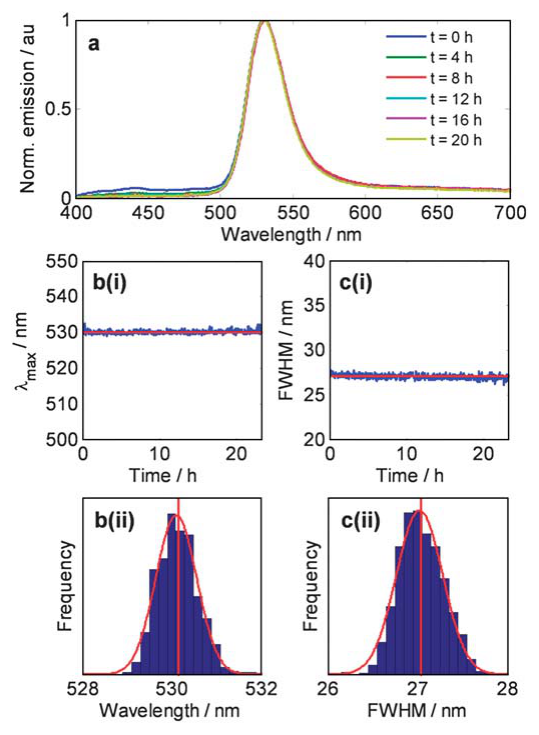 a
Norm. emission / au
1
0.5
0
t = 0 h
t = 4 h
t = 8 h
t = 12 h
t = 16 h
t = 20 h
400 450 500 550 600 650 700
Wavelength / nm
b(i)
λmax / nm
550
540
530
520
510
500
0 10 20
Time / h
c(i)
FWHM / nm
40
35
30
25
20
0 10 20
Time / h
b(ii)
Frequency
528 530 532
Wavelength / nm
c(ii)
Frequency
26 27 28
FWHM / nm